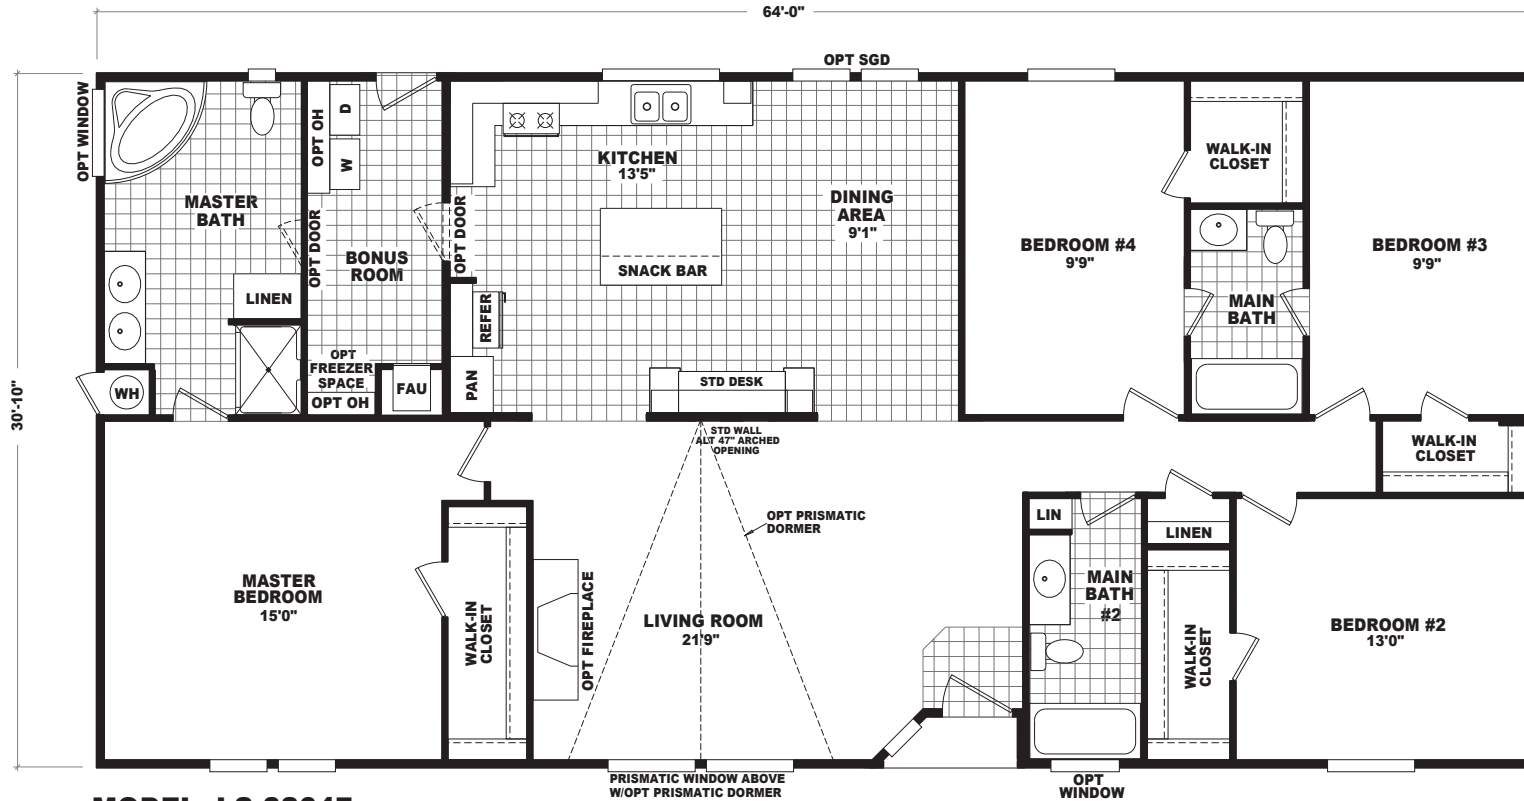 64'-0"
30'-10"
OPT SGD
OPT WINDOW
MASTER
BATH
LINEN
WH
OPT OH
D
W
OPT DOOR
BONUS
ROOM
OPT
FREEZER
SPACE
OPT OH
FAU
OPT DOOR
KITCHEN
13'5"
SNACK BAR
REFER
PAN
STD DESK
DINING
AREA
9'1"
BEDROOM #4
9'9"
WALK-IN
CLOSET
MAIN
BATH
BEDROOM #3
9'9"
WALK-IN
CLOSET
STD WALL
ALT 47" ARCHED
OPENING
OPT PRISMATIC
DORMER
MASTER
BEDROOM
15'0"
WALK-IN
CLOSET
OPT FIREPLACE
LIVING ROOM
21'9"
LIN
MAIN
BATH
#2
LINEN
WALK-IN
CLOSET
BEDROOM #2
13'0"
PRISMATIC WINDOW ABOVE
W/OPT PRISMATIC DORMER
OPT
WINDOW